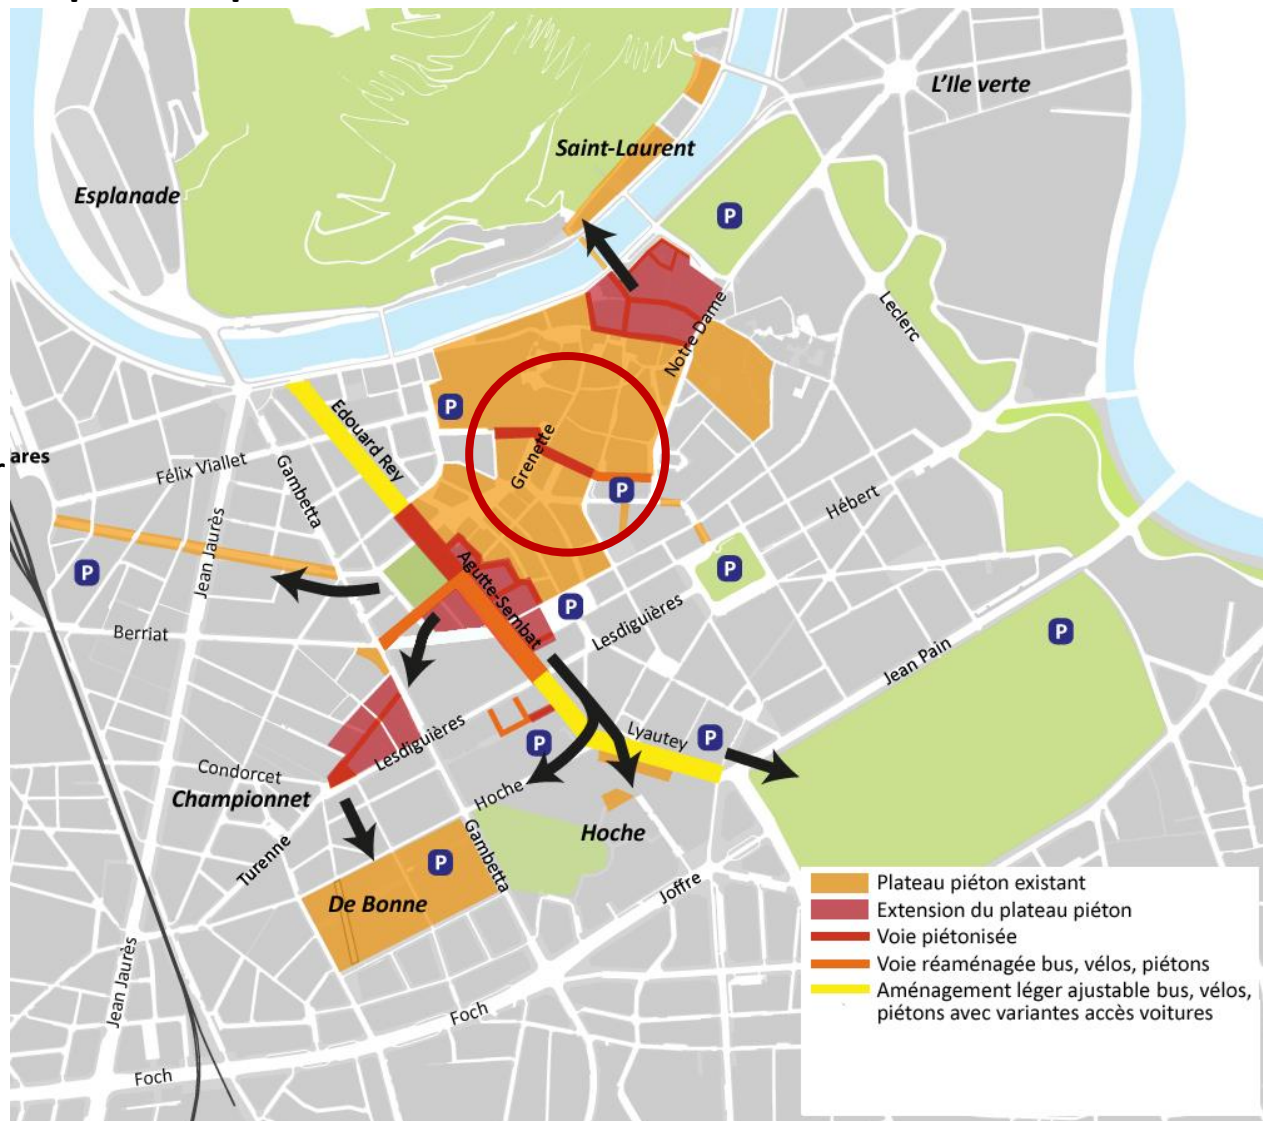 L'Ile verte
Saint-Laurent
Esplanade
P
Leclerc
Notre Dame
Edouard Rey
P
Grenette
ares
Félix Viallet
Gambetta
P
Hébert
Jean Jaurès
P
P
Agutte-Sembat
P
Lesdiguières
Berriat
P
Jean Pain
Lesdiguières
Lyautey
P
P
Condorcet
Championnet
Hoche
Hoche
Turenne
Gambetta
P
De Bonne
Joffre
Jean Jaurès
Foch
Foch
Plateau piéton existant
Extension du plateau piéton
Voie piétonisée
Voie réaménagée bus, vélos, piétons
Aménagement léger ajustable bus, vélos,
piétons avec variantes accès voitures